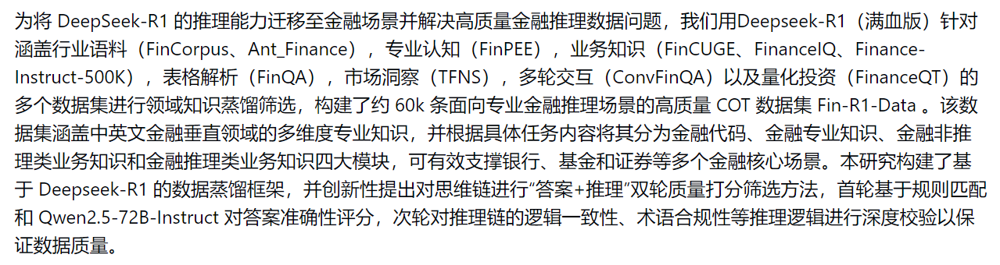 为将 DeepSeek-R1 的推理能力迁移至金融场景并解决高质量金融推理数据问题，我们用Deepseek-R1（满血版）针对
涵盖行业语料（FinCorpus、Ant_Finance），专业认知（FinPEE），业务知识（FinCUGE、FinanceIQ、Finance-
Instruct-500K），表格解析（FinQA），市场洞察（TFNS），多轮交互（ConvFinQA）以及量化投资（FinanceQT）的
多个数据集进行领域知识蒸馏筛选，构建了约 60k 条面向专业金融推理场景的高质量 COT 数据集 Fin-R1-Data 。该数
据集涵盖中英文金融垂直领域的多维度专业知识，并根据具体任务内容将其分为金融代码、金融专业知识、金融非推
理类业务知识和金融推理类业务知识四大模块，可有效支撑银行、基金和证券等多个金融核心场景。本研究构建了基
于 Deepseek-R1 的数据蒸馏框架，并创新性提出对思维链进行“答案+推理”双轮质量打分筛选方法，首轮基于规则匹配
和 Qwen2.5-72B-Instruct 对答案准确性评分，次轮对推理链的逻辑一致性、术语合规性等推理逻辑进行深度校验以保
证数据质量。